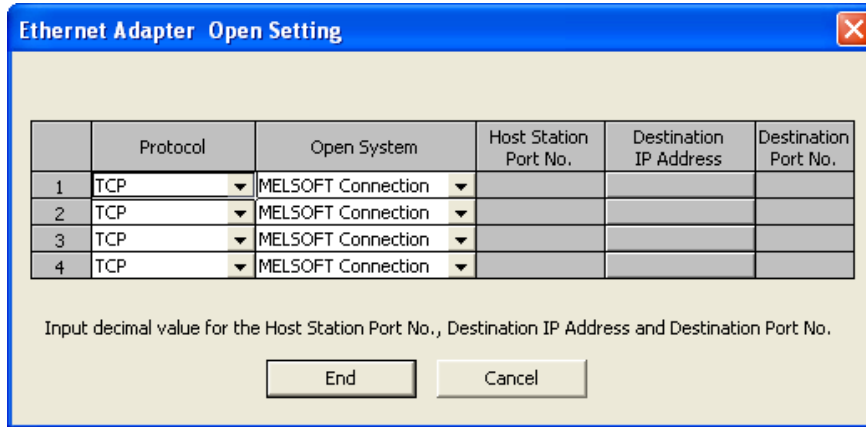 Ethernet Adapter Open Setting
Protocol Open System Host Station Port No. Destination IP Address Destination Port No.
1 TCP MELSOFT Connection
2 TCP MELSOFT Connection
3 TCP MELSOFT Connection
4 TCP MELSOFT Connection
Input decimal value for the Host Station Port No., Destination IP Address and Destination Port No.
End Cancel